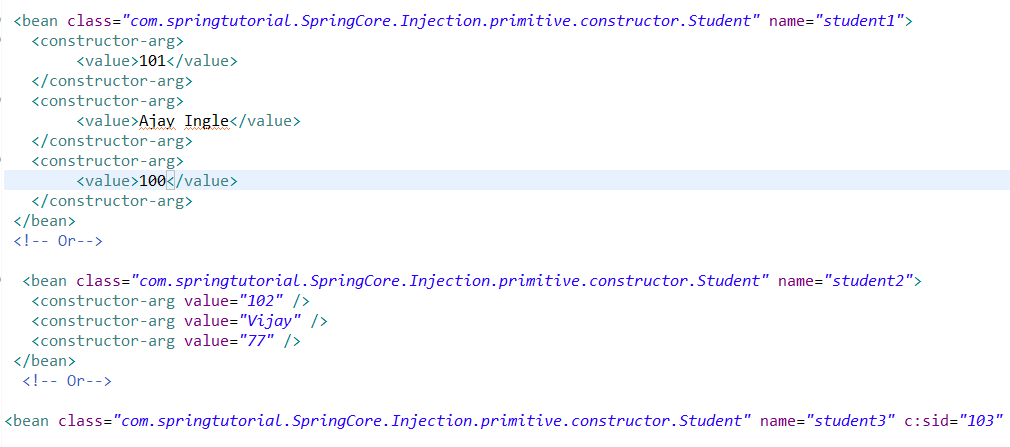 <bean class="com.springtutorial.SpringCore.Injection.primitive.constructor.Student" name="student1">
<constructor-arg>
<value>101</value>
</constructor-arg>
<constructor-arg>
<value>Ajay Ingle</value>
</constructor-arg>
<constructor-arg>
<value>100</value>
</constructor-arg>
</bean>
<!-- Or-->
<bean class="com.springtutorial.SpringCore.Injection.primitive.constructor.Student" name="student2">
<constructor-arg value="102" />
<constructor-arg value="Vijay" />
<constructor-arg value="77" />
</bean>
<!-- Or-->
<bean class="com.springtutorial.SpringCore.Injection.primitive.constructor.Student" name="student3" c:sid="103"